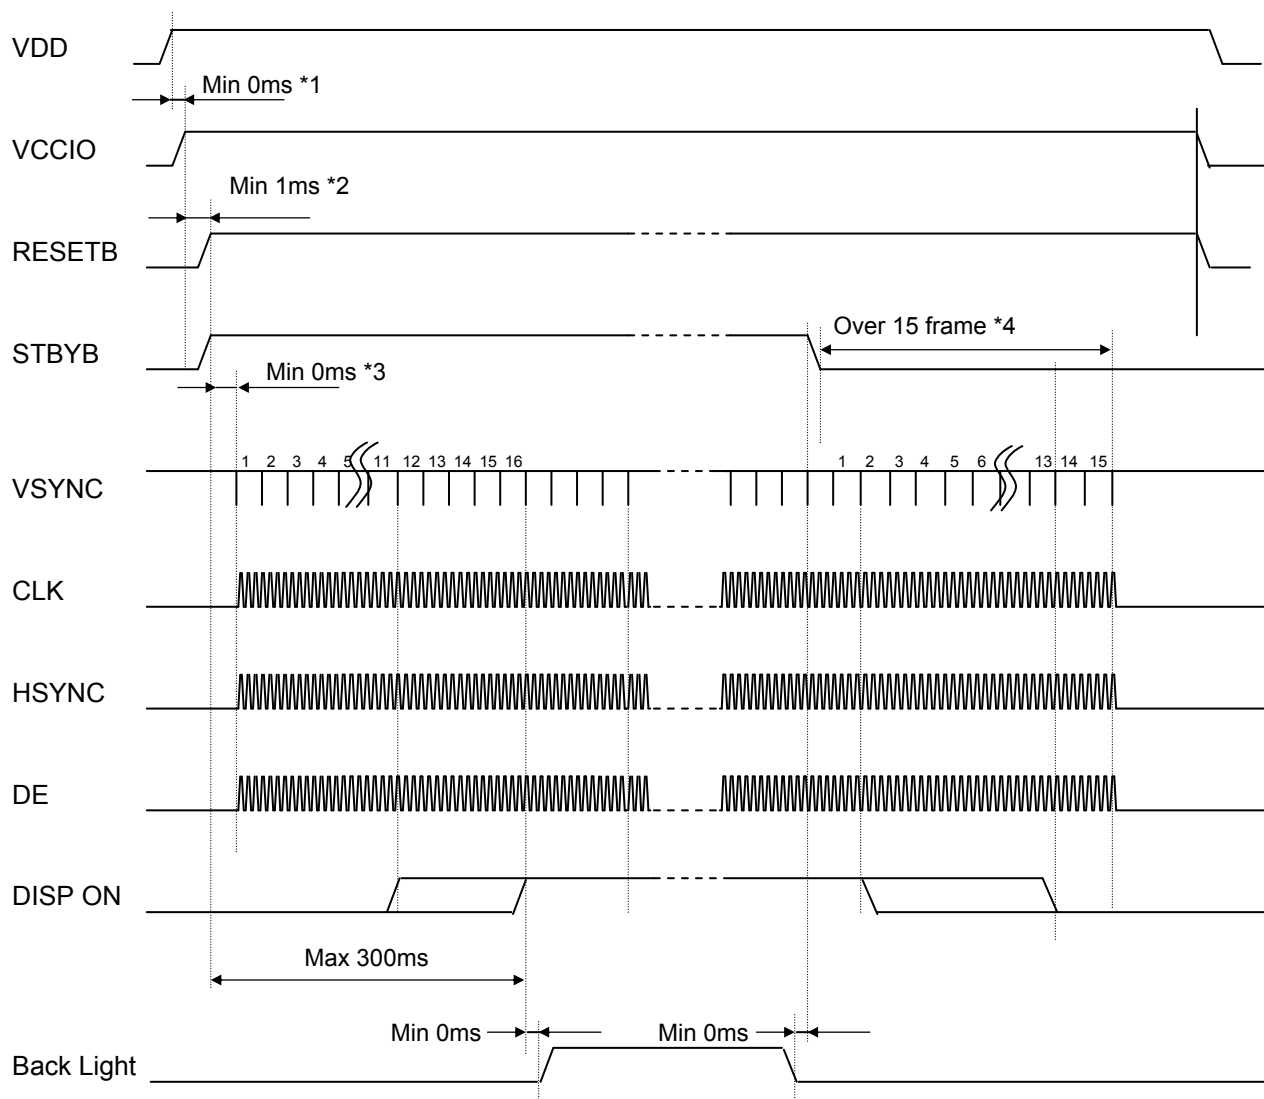 VDD
Min 0ms *1
VCCIO
Min 1ms *2
RESETB
STBYB
Over 15 frame *4
Min 0ms *3
VSYNC
1 2 3 4 5 11 12 13 14 15 16 1 2 3 4 5 6 13 14 15
CLK
HSYNC
DE
DISP ON
Max 300ms
Min 0ms Min 0ms
Back Light